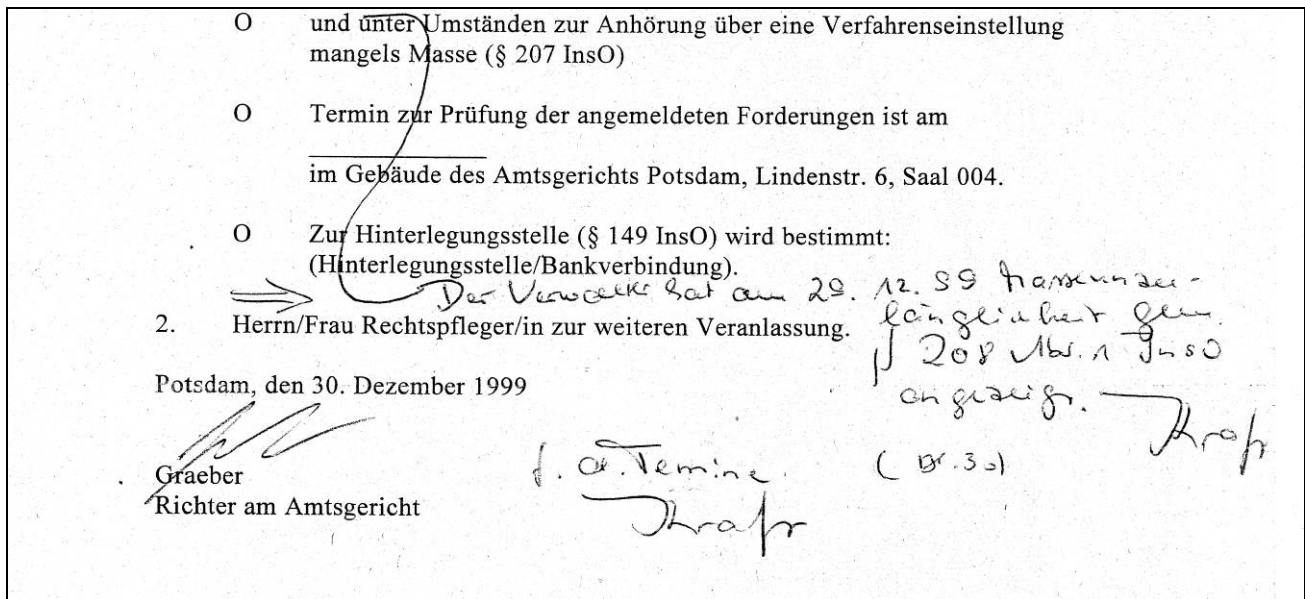 O und unter Umständen zur Anhörung über eine Verfahrenseinstellung
mangels Masse (§ 207 InsO)
O Termin zur Prüfung der angemeldeten Forderungen ist am
im Gebäude des Amtsgerichts Potsdam, Lindenstr. 6, Saal 004.
O Zur Hinterlegungsstelle (§ 149 InsO) wird bestimmt:
(Hinterlegungsstelle/Bankverbindung).
Der Verwalter hat am 29. 12. 99 Masseunzu-
länglichkeit gem.
§ 208 Abs. 1 InsO
angezeigt.
2. Herrn/Frau Rechtspfleger/in zur weiteren Veranlassung.
Potsdam, den 30. Dezember 1999
Graeber
Richter am Amtsgericht
Termine